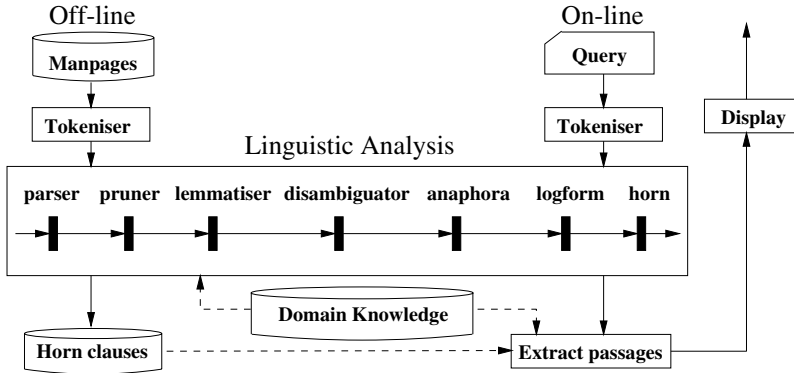 Off-line
On-line
Manpages
Query
Tokeniser
Tokeniser
Display
Linguistic Analysis
parser pruner lemmatiser disambiguator anaphora logform horn
Domain Knowledge
Horn clauses
Extract passages